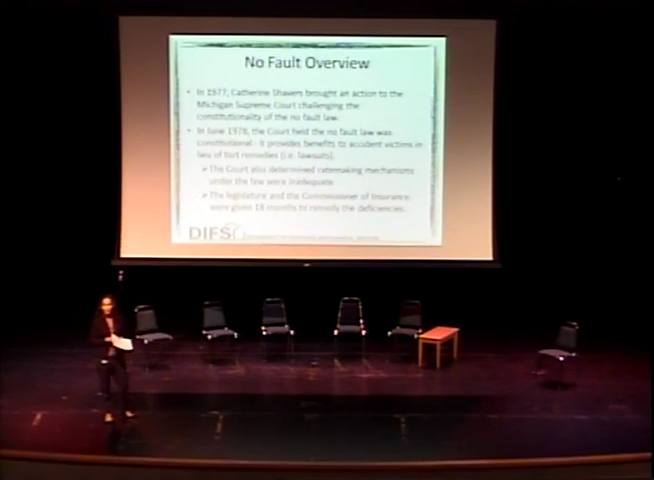 No Fault Overview
• In 1977, Catherine Shavers brought an action to the
Michigan Supreme Court challenging the
constitutionality of the no fault law.
• In June 1978, the Court held the no fault law was
constitutional - it provides benefits to accident victims in
lieu of tort remedies (i.e. lawsuits).
➢ The Court also determined ratemaking mechanisms
under the law were inadequate
➢ The legislature and the Commissioner of Insurance
were given 18 months to remedy the deficiencies.
DIFS